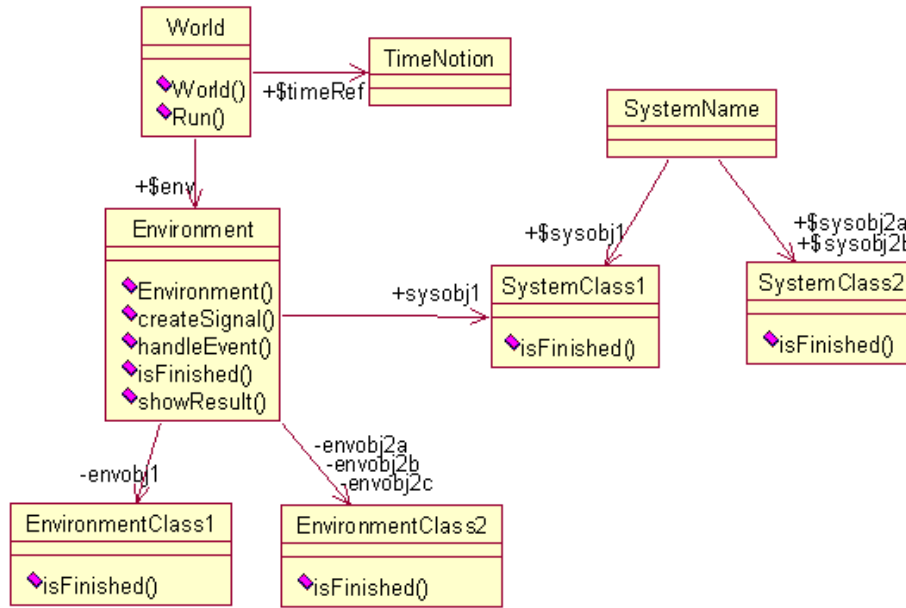 World
World()
Run()
TimeNotion
+$timeRef
SystemName
+$env
Environment
Environment()
createSignal()
handleEvent()
isFinished()
showResult()
+sysobj1
+$sysobj1
+$sysobj2a
+$sysobj2b
SystemClass1
isFinished()
SystemClass2
isFinished()
-envobj1
-envobj2a
-envobj2b
-envobj2c
EnvironmentClass1
isFinished()
EnvironmentClass2
isFinished()